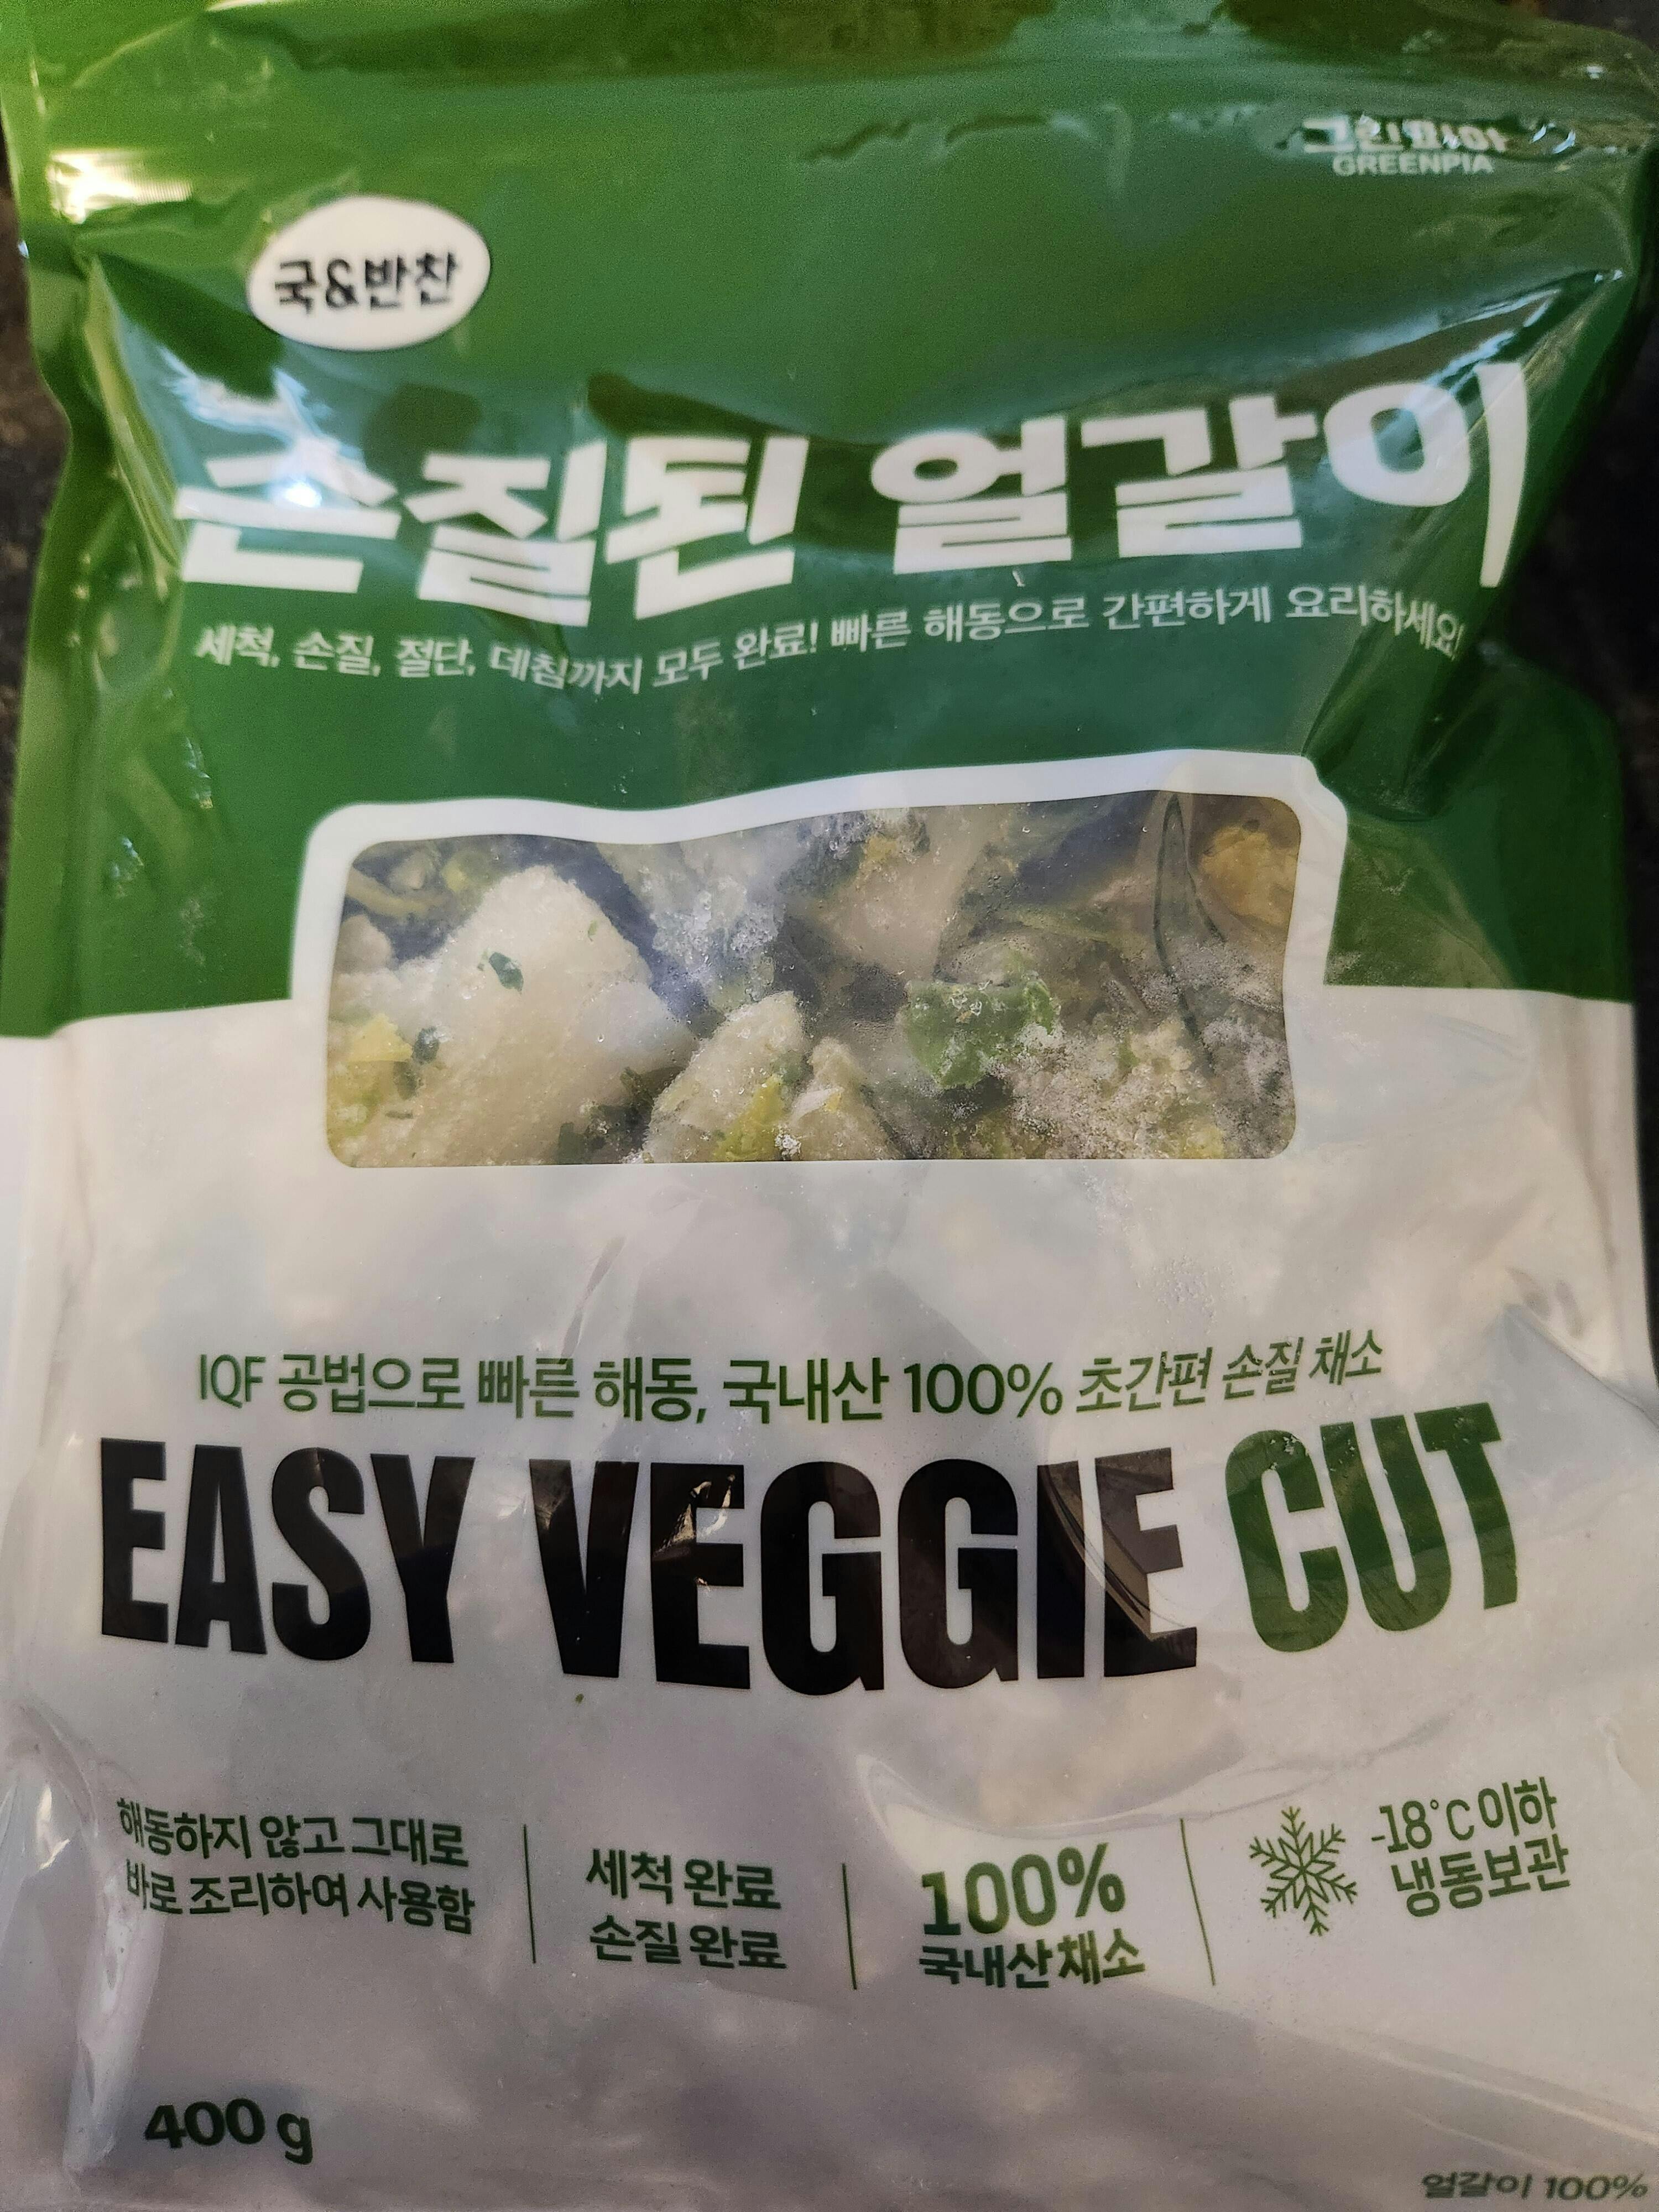 그린피아
GREENPIA
국&반찬
손질된 얼갈이
세척, 손질, 절단, 데침까지 모두 완료! 빠른 해동으로 간편하게 요리하세요!
IQF 공법으로 빠른 해동, 국내산 100% 초간편 손질 채소
EASY VEGGIE CUT
해동하지 않고 그대로
바로 조리하여 사용함
세척 완료
손질 완료
100%
국내산 채소
-18°C 이하
냉동보관
400 g
얼갈이 100%